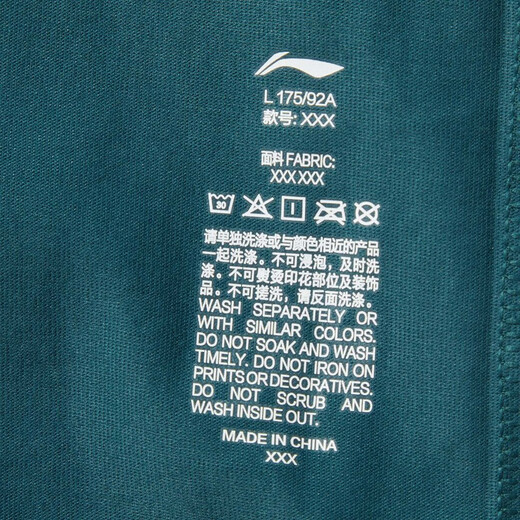 L 175/92A
款号: XXX
面料 FABRIC:
XXX XXX
30
请单独洗涤或与颜色相近的产品
一起洗涤。不可浸泡，及时洗
涤。不可熨烫印花部位及装饰
品。不可搓洗，请反面洗涤。
WASH SEPARATELY OR
WITH SIMILAR COLORS.
DO NOT SOAK AND WASH
TIMELY. DO NOT IRON ON
PRINTS OR DECORATIVES.
DO NOT SCRUB AND
WASH INSIDE OUT.
MADE IN CHINA
XXX